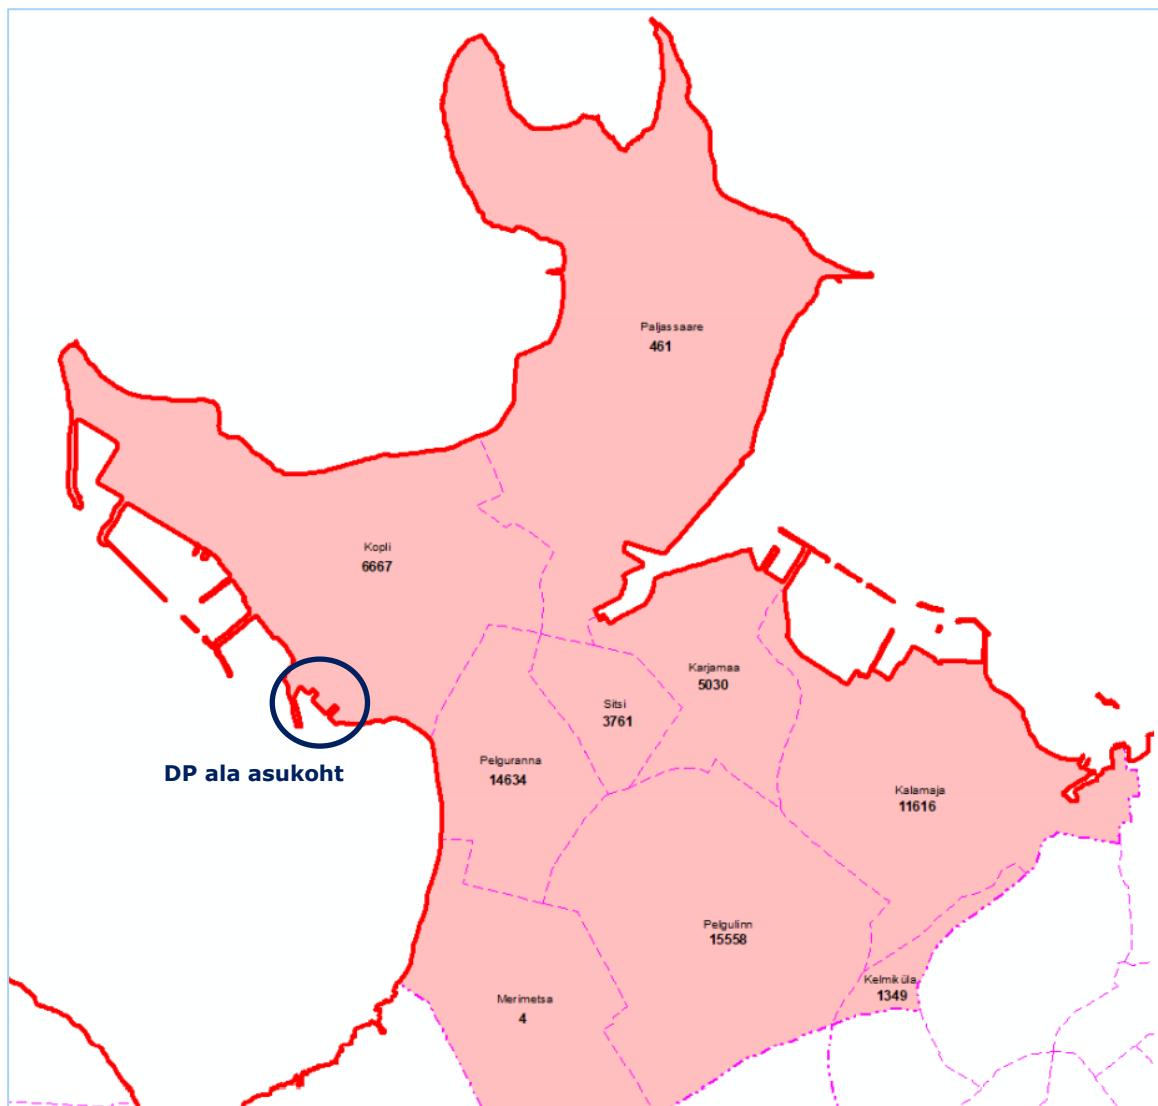 Paljassaare
461
Kopli
6667
Karjamaa
5030
Sitsi
3761
Pelguranna
14634
DP ala asukoht
Kalamaja
11616
Pelgulinn
15558
Kelmiküla
1349
Merimetsa
4